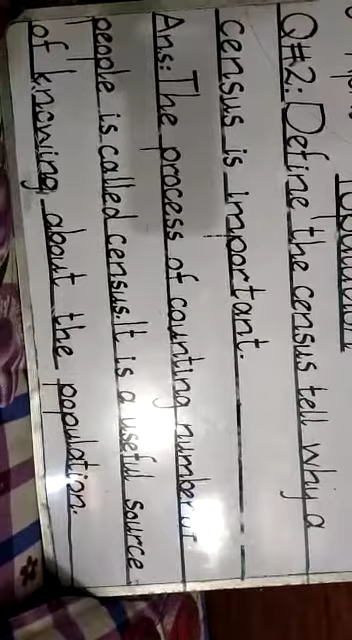 Population
Q#2: Define the census tell why a
census is important.
Ans: The process of counting number of
people is called census. It is a useful source
of knowing about the population.